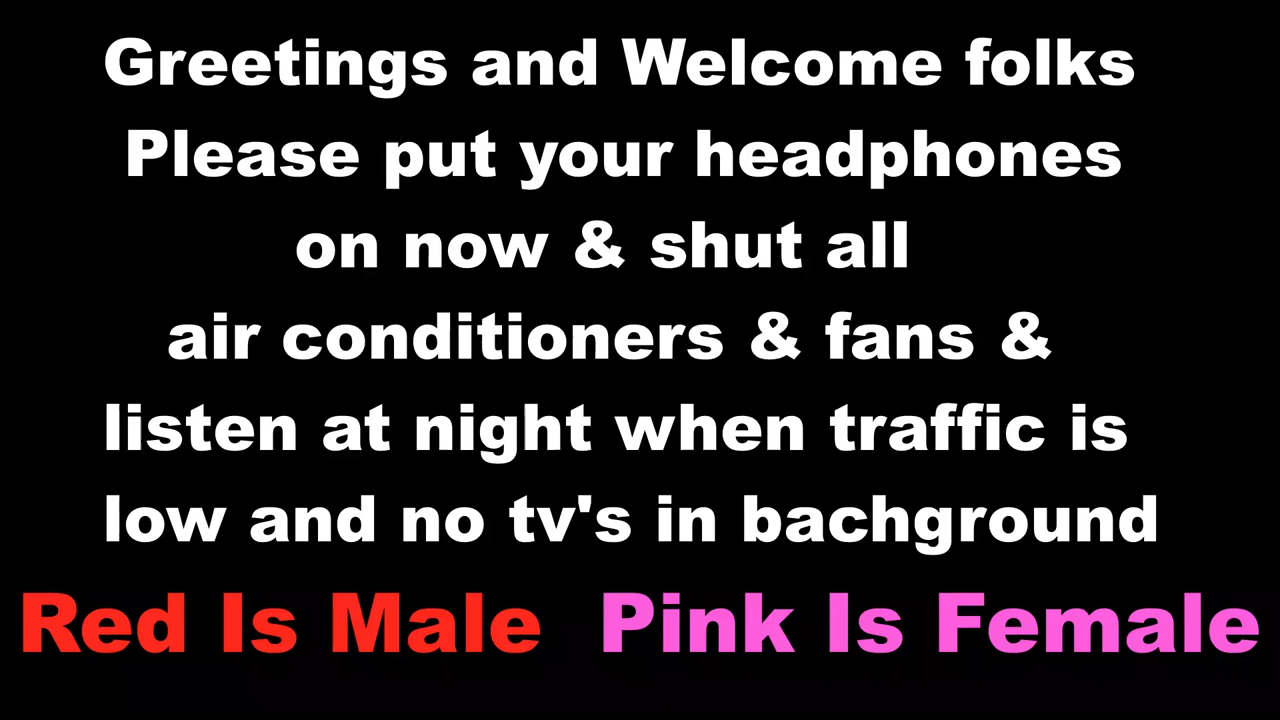 Greetings and Welcome folks
Please put your headphones
on now & shut all
air conditioners & fans &
listen at night when traffic is
low and no tv's in bachground
Red Is Male Pink Is Female